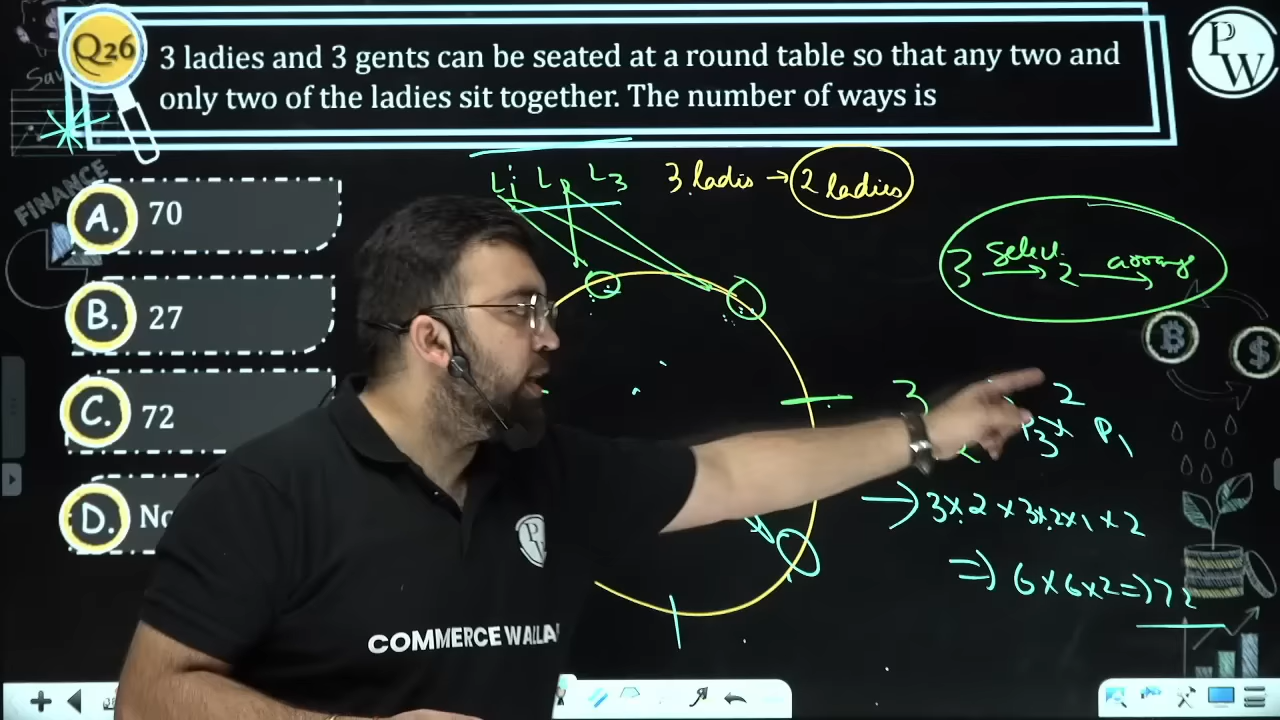 Q26
3 ladies and 3 gents can be seated at a round table so that any two and
only two of the ladies sit together. The number of ways is
P
W
FINANCE
A. 70
B. 27
C. 72
D. No
L₁ L₂ L₃
3 ladis → 2 ladies
3 select → 2 arrange →
→ 3×2×3×2×1×2
⇒ 6×6×2 ⇒ 72
COMMERCE WALLA